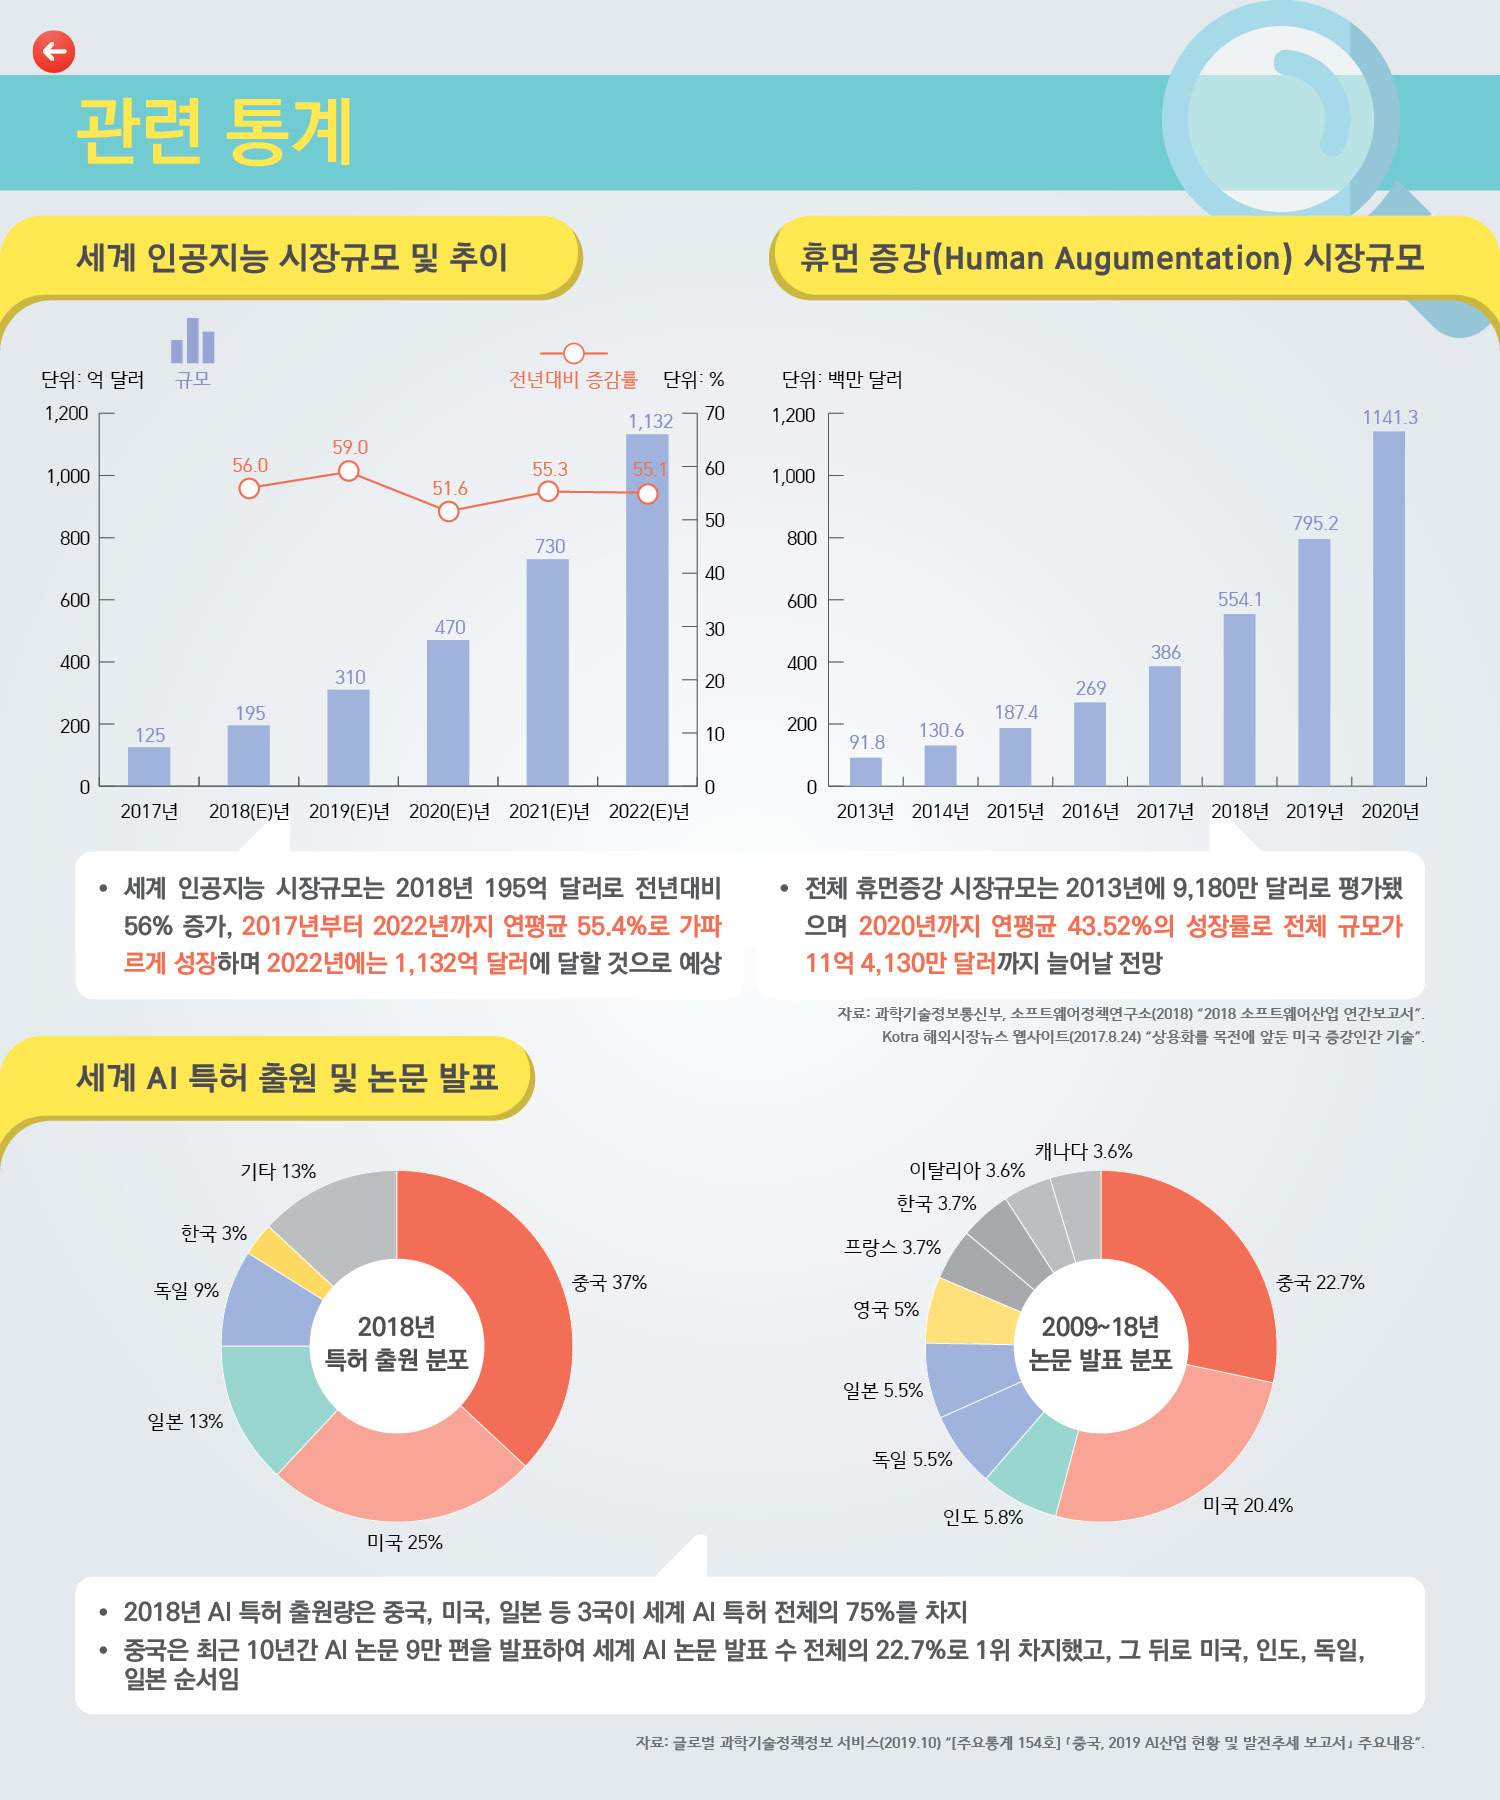 관련 통계
세계 인공지능 시장규모 및 추이
단위: 억 달러
규모
전년대비 증감률
단위: %
1,200
1,000
800
600
400
200
0
70
60
50
40
30
20
10
0
56.0
59.0
51.6
55.3
55.1
125
195
310
470
730
1,132
2017년
2018(E)년
2019(E)년
2020(E)년
2021(E)년
2022(E)년
• 세계 인공지능 시장규모는 2018년 195억 달러로 전년대비
56% 증가, 2017년부터 2022년까지 연평균 55.4%로 가파
르게 성장하며 2022년에는 1,132억 달러에 달할 것으로 예상
휴먼 증강(Human Augumentation) 시장규모
단위: 백만 달러
1,200
1,000
800
600
400
200
0
91.8
130.6
187.4
269
386
554.1
795.2
1141.3
2013년
2014년
2015년
2016년
2017년
2018년
2019년
2020년
• 전체 휴먼증강 시장규모는 2013년에 9,180만 달러로 평가됐
으며 2020년까지 연평균 43.52%의 성장률로 전체 규모가
11억 4,130만 달러까지 늘어날 전망
자료: 과학기술정보통신부, 소프트웨어정책연구소(2018) “2018 소프트웨어산업 연간보고서”.
Kotra 해외시장뉴스 웹사이트(2017.8.24) “상용화를 목전에 앞둔 미국 증강인간 기술”.
세계 AI 특허 출원 및 논문 발표
기타 13%
한국 3%
독일 9%
일본 13%
미국 25%
중국 37%
2018년
특허 출원 분포
캐나다 3.6%
이탈리아 3.6%
한국 3.7%
프랑스 3.7%
영국 5%
일본 5.5%
독일 5.5%
인도 5.8%
미국 20.4%
중국 22.7%
2009~18년
논문 발표 분포
• 2018년 AI 특허 출원량은 중국, 미국, 일본 등 3국이 세계 AI 특허 전체의 75%를 차지
• 중국은 최근 10년간 AI 논문 9만 편을 발표하여 세계 AI 논문 발표 수 전체의 22.7%로 1위 차지했고, 그 뒤로 미국, 인도, 독일,
일본 순서임
자료: 글로벌 과학기술정책정보 서비스(2019.10) “[주요통계 154호] 「중국, 2019 AI산업 현황 및 발전추세 보고서」 주요내용”.